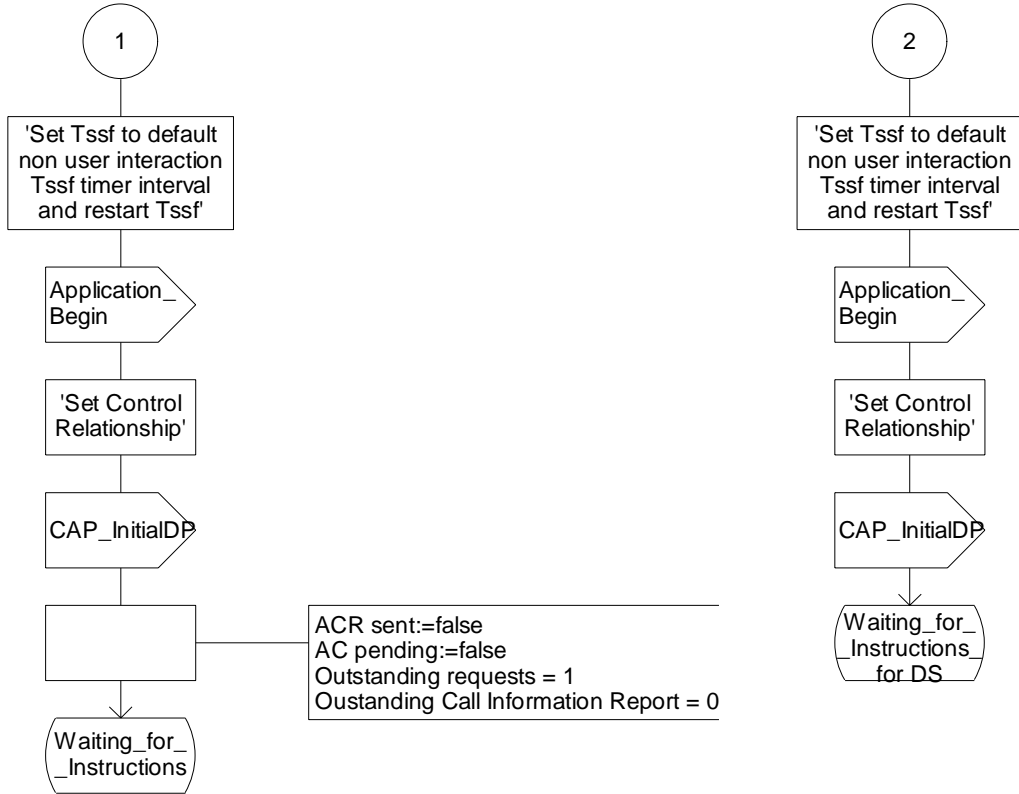 1
'Set Tssf to default
non user interaction
Tssf timer interval
and restart Tssf'
Application_
Begin
'Set Control
Relationship'
CAP_InitialDP
ACR sent:=false
AC pending:=false
Outstanding requests = 1
Oustanding Call Information Report = 0
Waiting_for_
_Instructions
2
'Set Tssf to default
non user interaction
Tssf timer interval
and restart Tssf'
Application_
Begin
'Set Control
Relationship'
CAP_InitialDP
Waiting_for_
_Instructions_
for DS